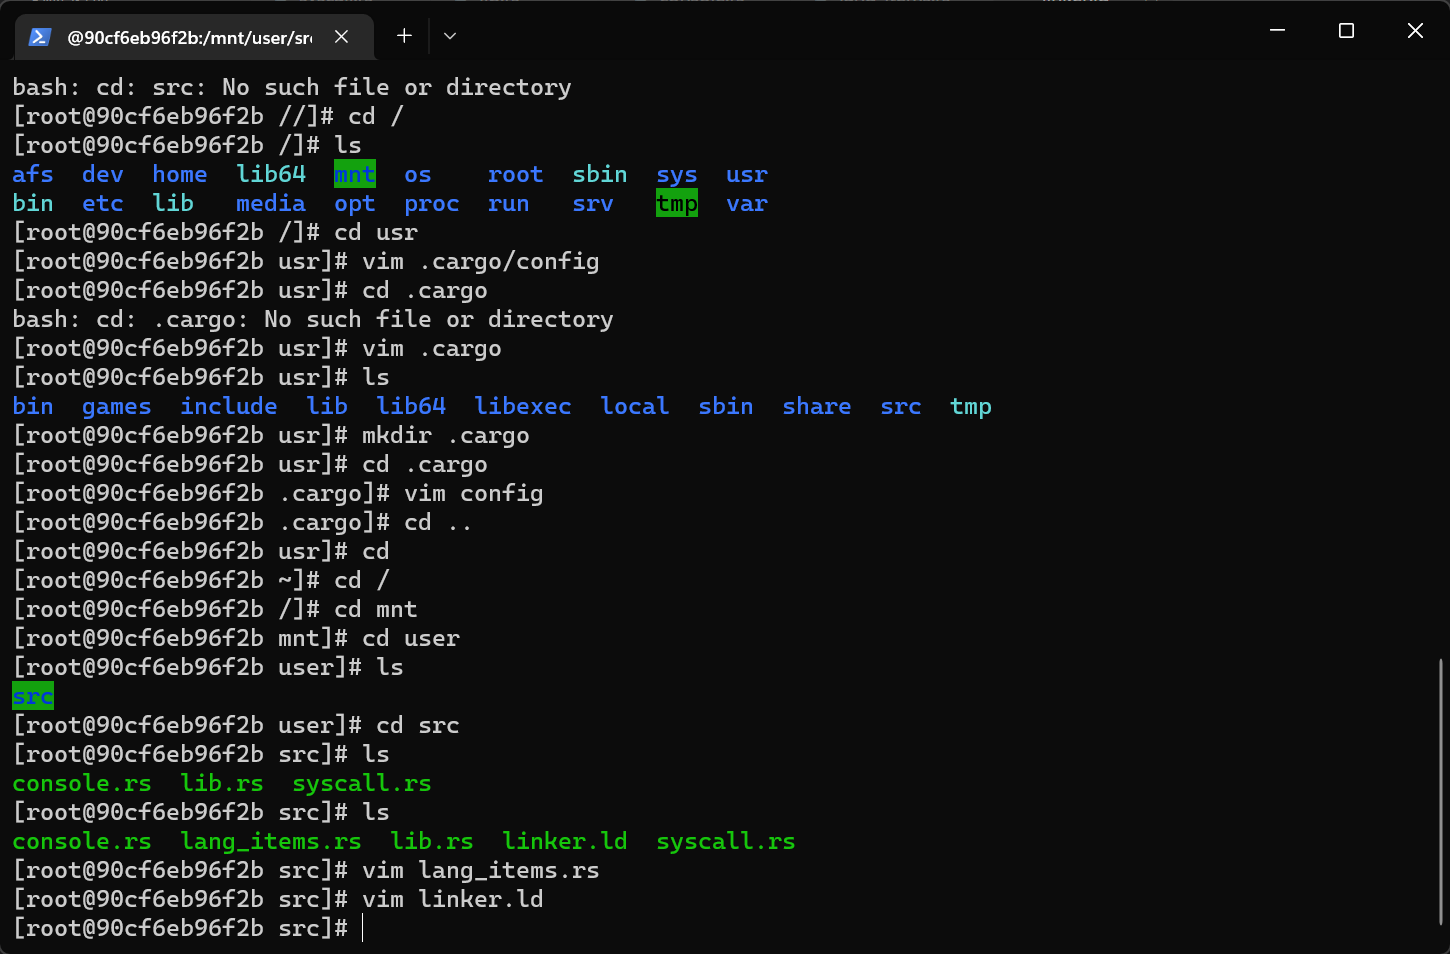 @90cf6eb96f2b:/mnt/user/src
bash: cd: src: No such file or directory
[root@90cf6eb96f2b //]# cd /
[root@90cf6eb96f2b /]# ls
afs  dev  home  lib64  mnt  os    root  sbin  sys  usr
bin  etc  lib   media  opt  proc  run   srv   tmp  var
[root@90cf6eb96f2b /]# cd usr
[root@90cf6eb96f2b usr]# vim .cargo/config
[root@90cf6eb96f2b usr]# cd .cargo
bash: cd: .cargo: No such file or directory
[root@90cf6eb96f2b usr]# vim .cargo
[root@90cf6eb96f2b usr]# ls
bin  games  include  lib  lib64  libexec  local  sbin  share  src  tmp
[root@90cf6eb96f2b usr]# mkdir .cargo
[root@90cf6eb96f2b usr]# cd .cargo
[root@90cf6eb96f2b .cargo]# vim config
[root@90cf6eb96f2b .cargo]# cd ..
[root@90cf6eb96f2b usr]# cd
[root@90cf6eb96f2b ~]# cd /
[root@90cf6eb96f2b /]# cd mnt
[root@90cf6eb96f2b mnt]# cd user
[root@90cf6eb96f2b user]# ls
src
[root@90cf6eb96f2b user]# cd src
[root@90cf6eb96f2b src]# ls
console.rs  lib.rs  syscall.rs
[root@90cf6eb96f2b src]# ls
console.rs  lang_items.rs  lib.rs  linker.ld  syscall.rs
[root@90cf6eb96f2b src]# vim lang_items.rs
[root@90cf6eb96f2b src]# vim linker.ld
[root@90cf6eb96f2b src]#